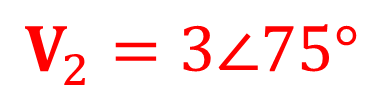 V₂ = 3∠75°